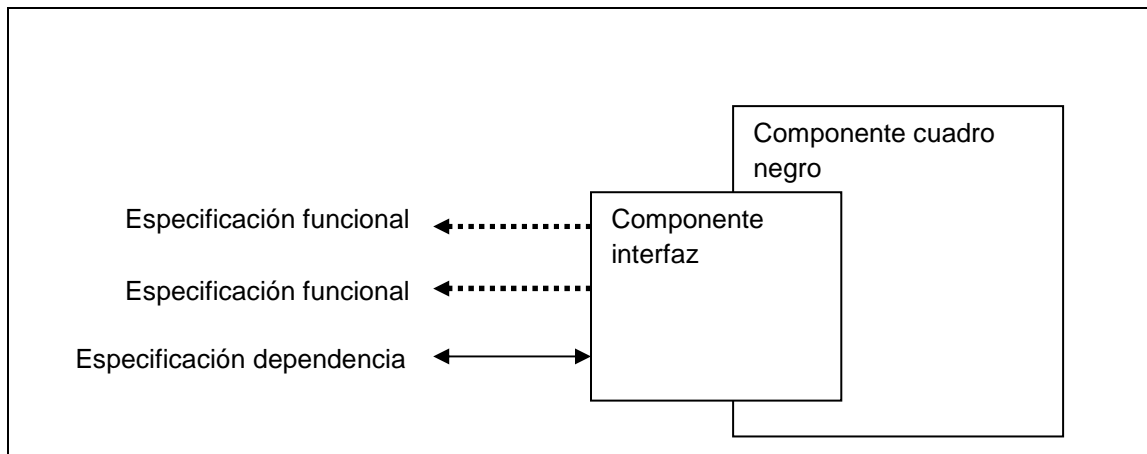 Componente cuadro
negro
Especificación funcional
Componente
interfaz
Especificación funcional
Especificación dependencia